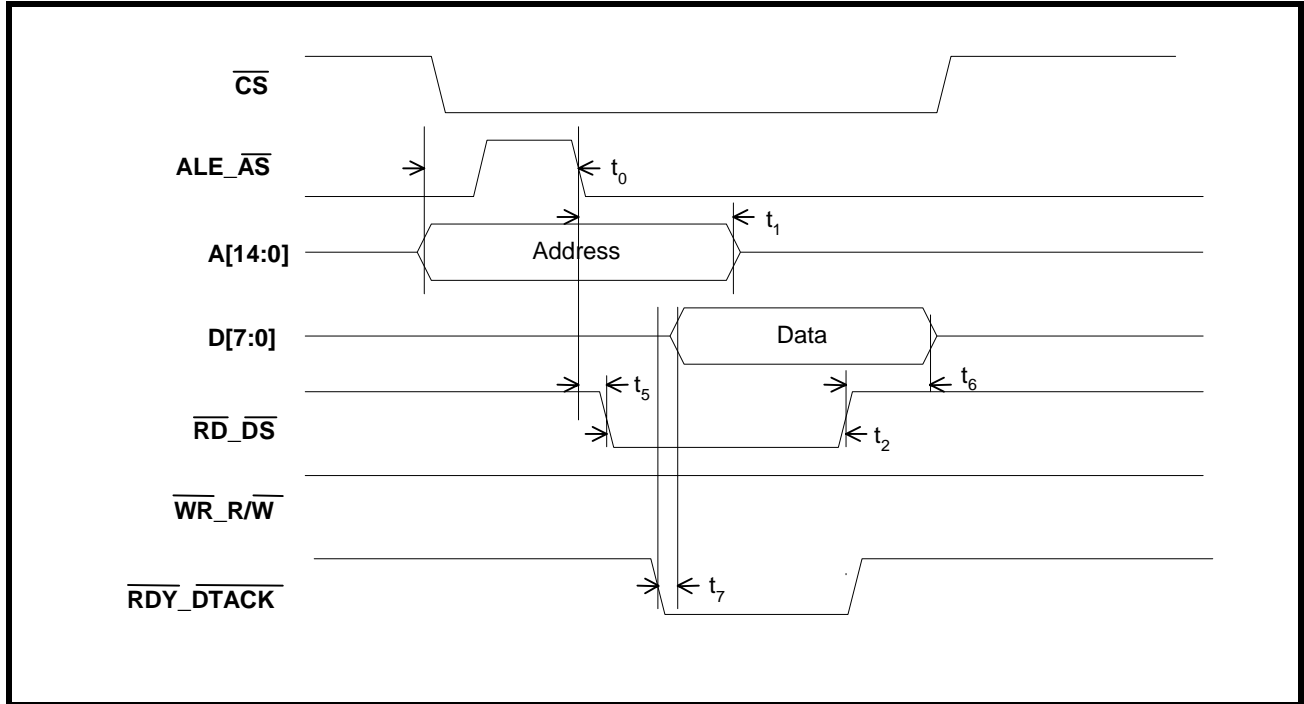 CS
ALE_AS
t0
t1
A[14:0]
Address
D[7:0]
Data
t5
t6
RD_DS
t2
WR_R/W
RDY_DTACK
t7